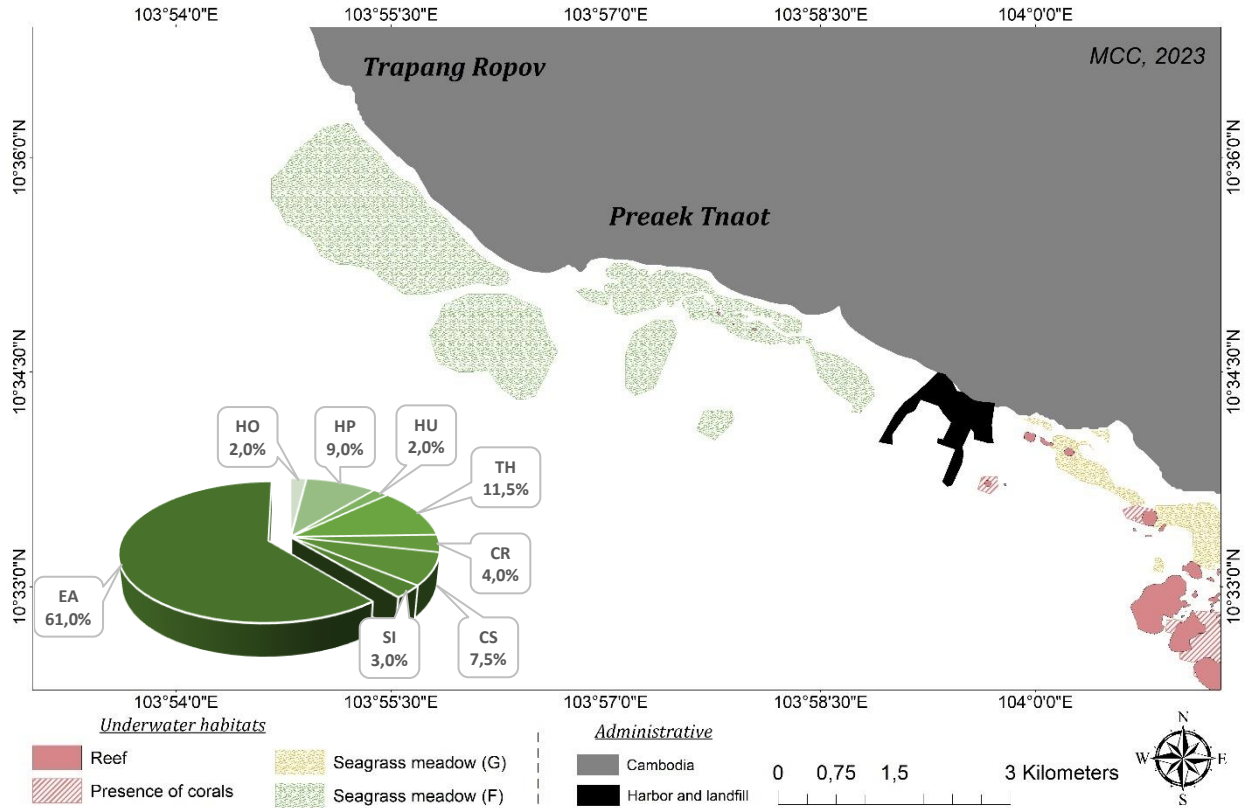 103°54'0"E 103°55'30"E 103°57'0"E 103°58'30"E 104°0'0"E
MCC, 2023
Trapang Ropov
10°36'0"N 10°36'0"N
Preaek Tnaot
10°34'30"N 10°34'30"N
HO
2,0%
HP
9,0%
HU
2,0%
TH
11,5%
CR
4,0%
EA
61,0%
SI
3,0%
CS
7,5%
10°33'0"N 10°33'0"N
103°54'0"E 103°55'30"E 103°57'0"E 103°58'30"E 104°0'0"E
Underwater habitats
Reef
Presence of corals
Seagrass meadow (G)
Seagrass meadow (F)
Administrative
Cambodia
Harbor and landfill
0 0,75 1,5 3 Kilometers
N
W E
S